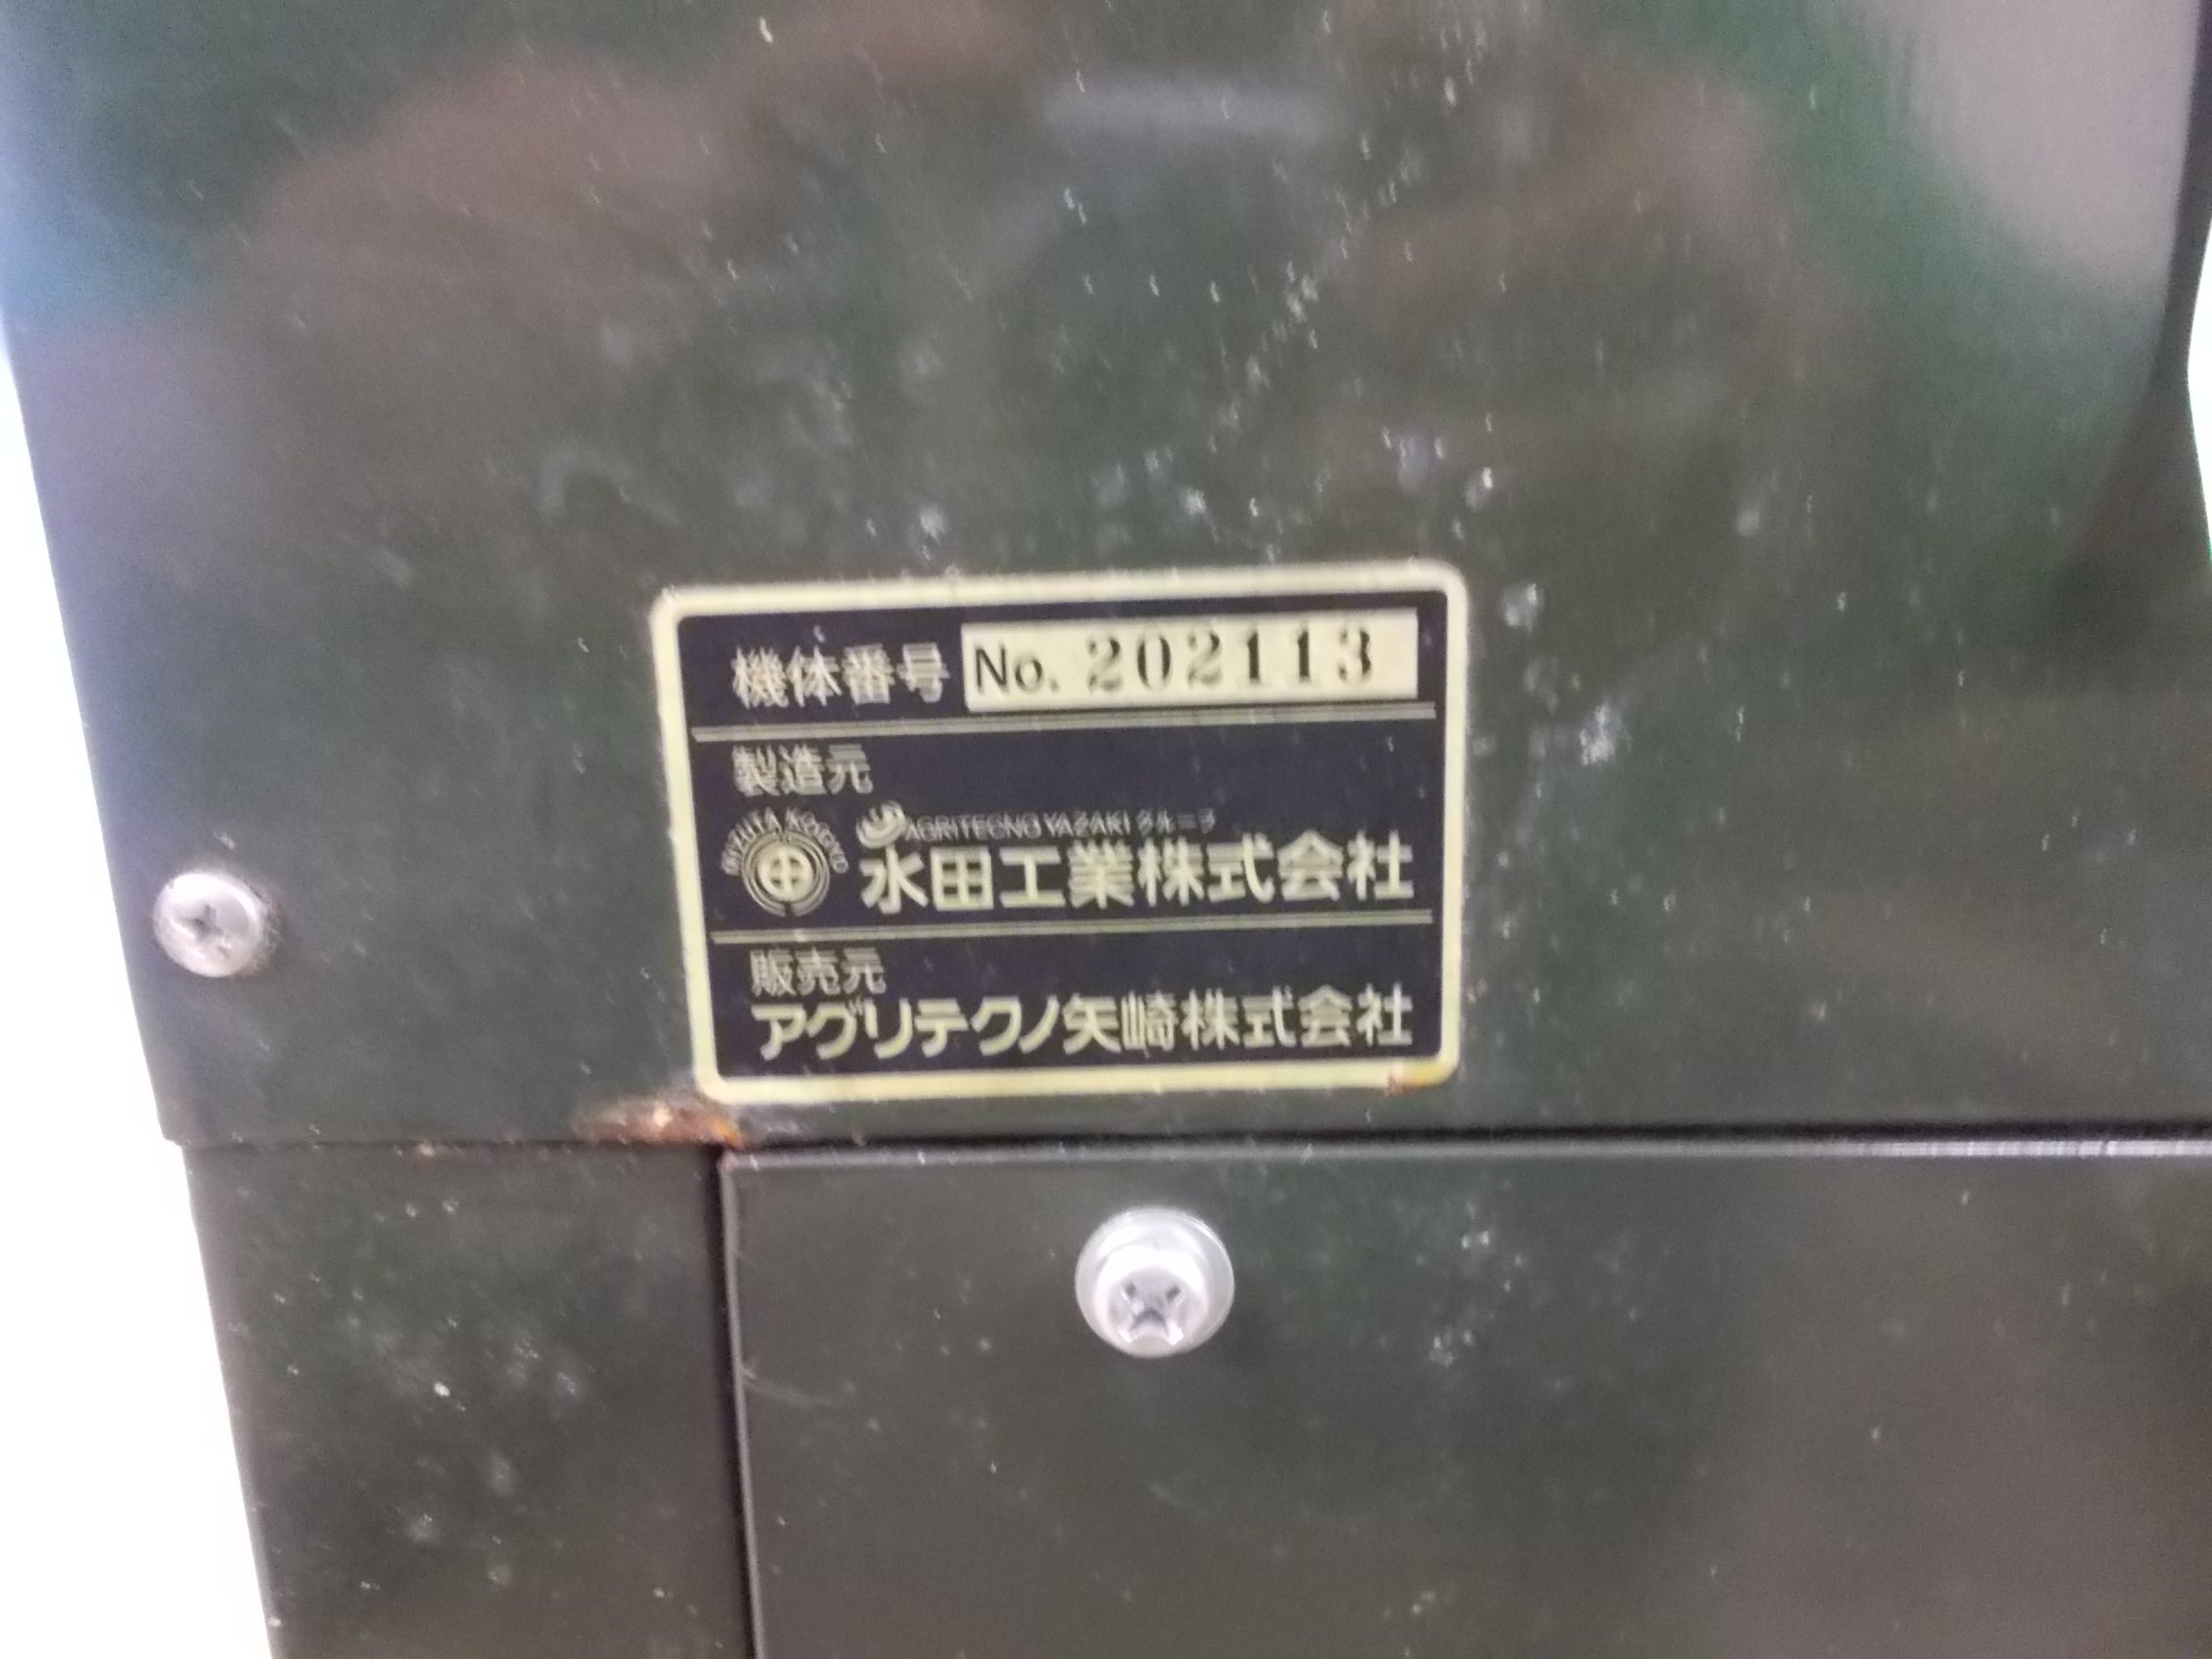 機体番号 No. 202113
製造元
MIZUTA KOGYO
AGRITECNO YAZAKI グループ
水田工業株式会社
販売元
アグリテクノ矢崎株式会社